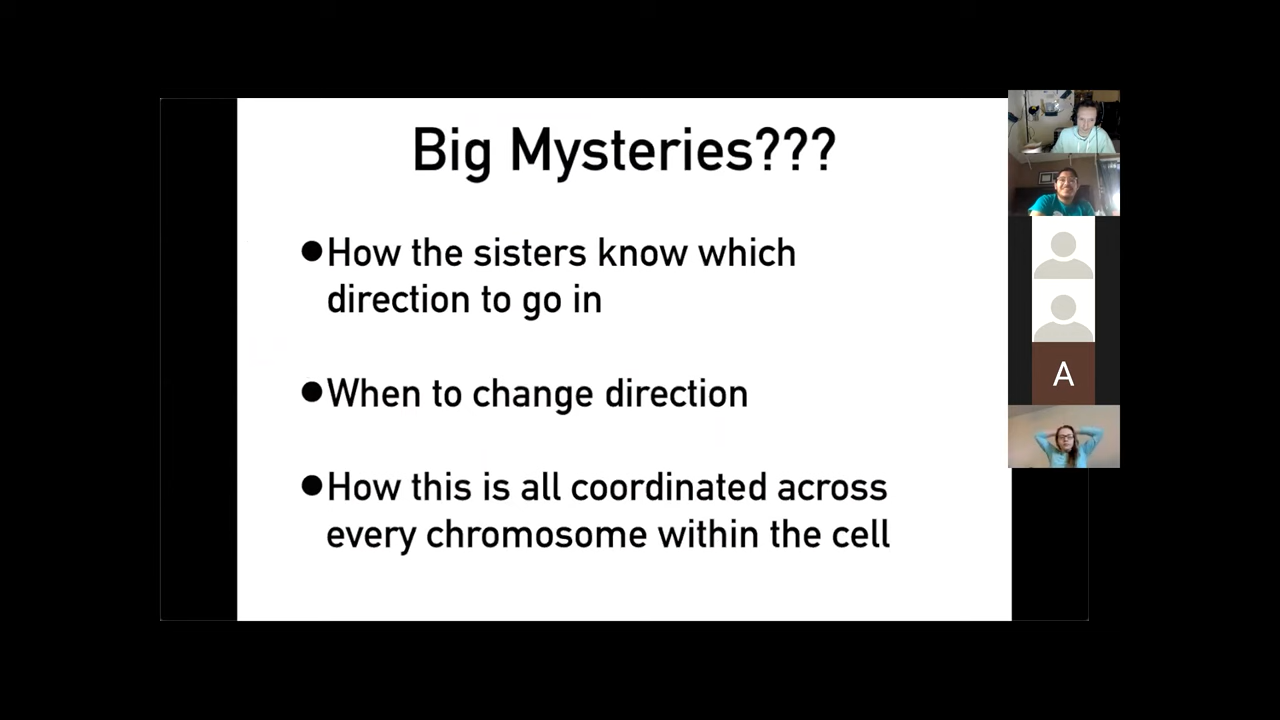 Big Mysteries???
●How the sisters know which
direction to go in
●When to change direction
●How this is all coordinated across
every chromosome within the cell
A